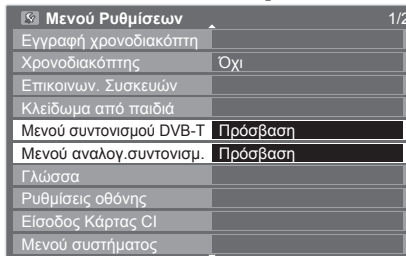 Μενού Ρυθμίσεων 1/2
Εγγραφή χρονοδιακόπτη
Χρονοδιακόπτης Όχι
Επικοινων. Συσκευών
Κλείδωμα από παιδιά
Μενού συντονισμού DVB-T Πρόσβαση
Μενού αναλογ.συντονισμ. Πρόσβαση
Γλώσσα
Ρυθμίσεις οθόνης
Είσοδος Κάρτας CI
Μενού συστήματος